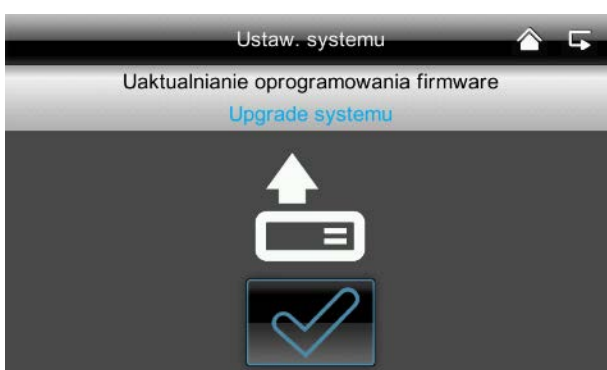 Ustaw. systemu
Uaktualnianie oprogramowania firmware
Upgrade systemu